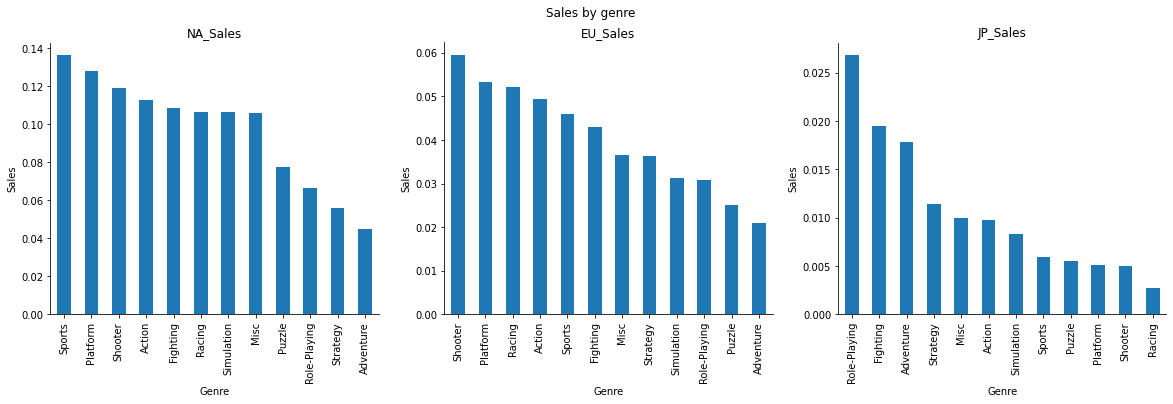 Sales by genre
NA_Sales
Sales
0.14
0.12
0.10
0.08
0.06
0.04
0.02
0.00
Sports
Platform
Shooter
Action
Fighting
Racing
Simulation
Misc
Puzzle
Role-Playing
Strategy
Adventure
Genre
EU_Sales
Sales
0.06
0.05
0.04
0.03
0.02
0.01
0.00
Shooter
Platform
Racing
Action
Sports
Fighting
Misc
Strategy
Simulation
Role-Playing
Puzzle
Adventure
Genre
JP_Sales
Sales
0.025
0.020
0.015
0.010
0.005
0.000
Role-Playing
Fighting
Adventure
Strategy
Misc
Action
Simulation
Sports
Puzzle
Platform
Shooter
Racing
Genre